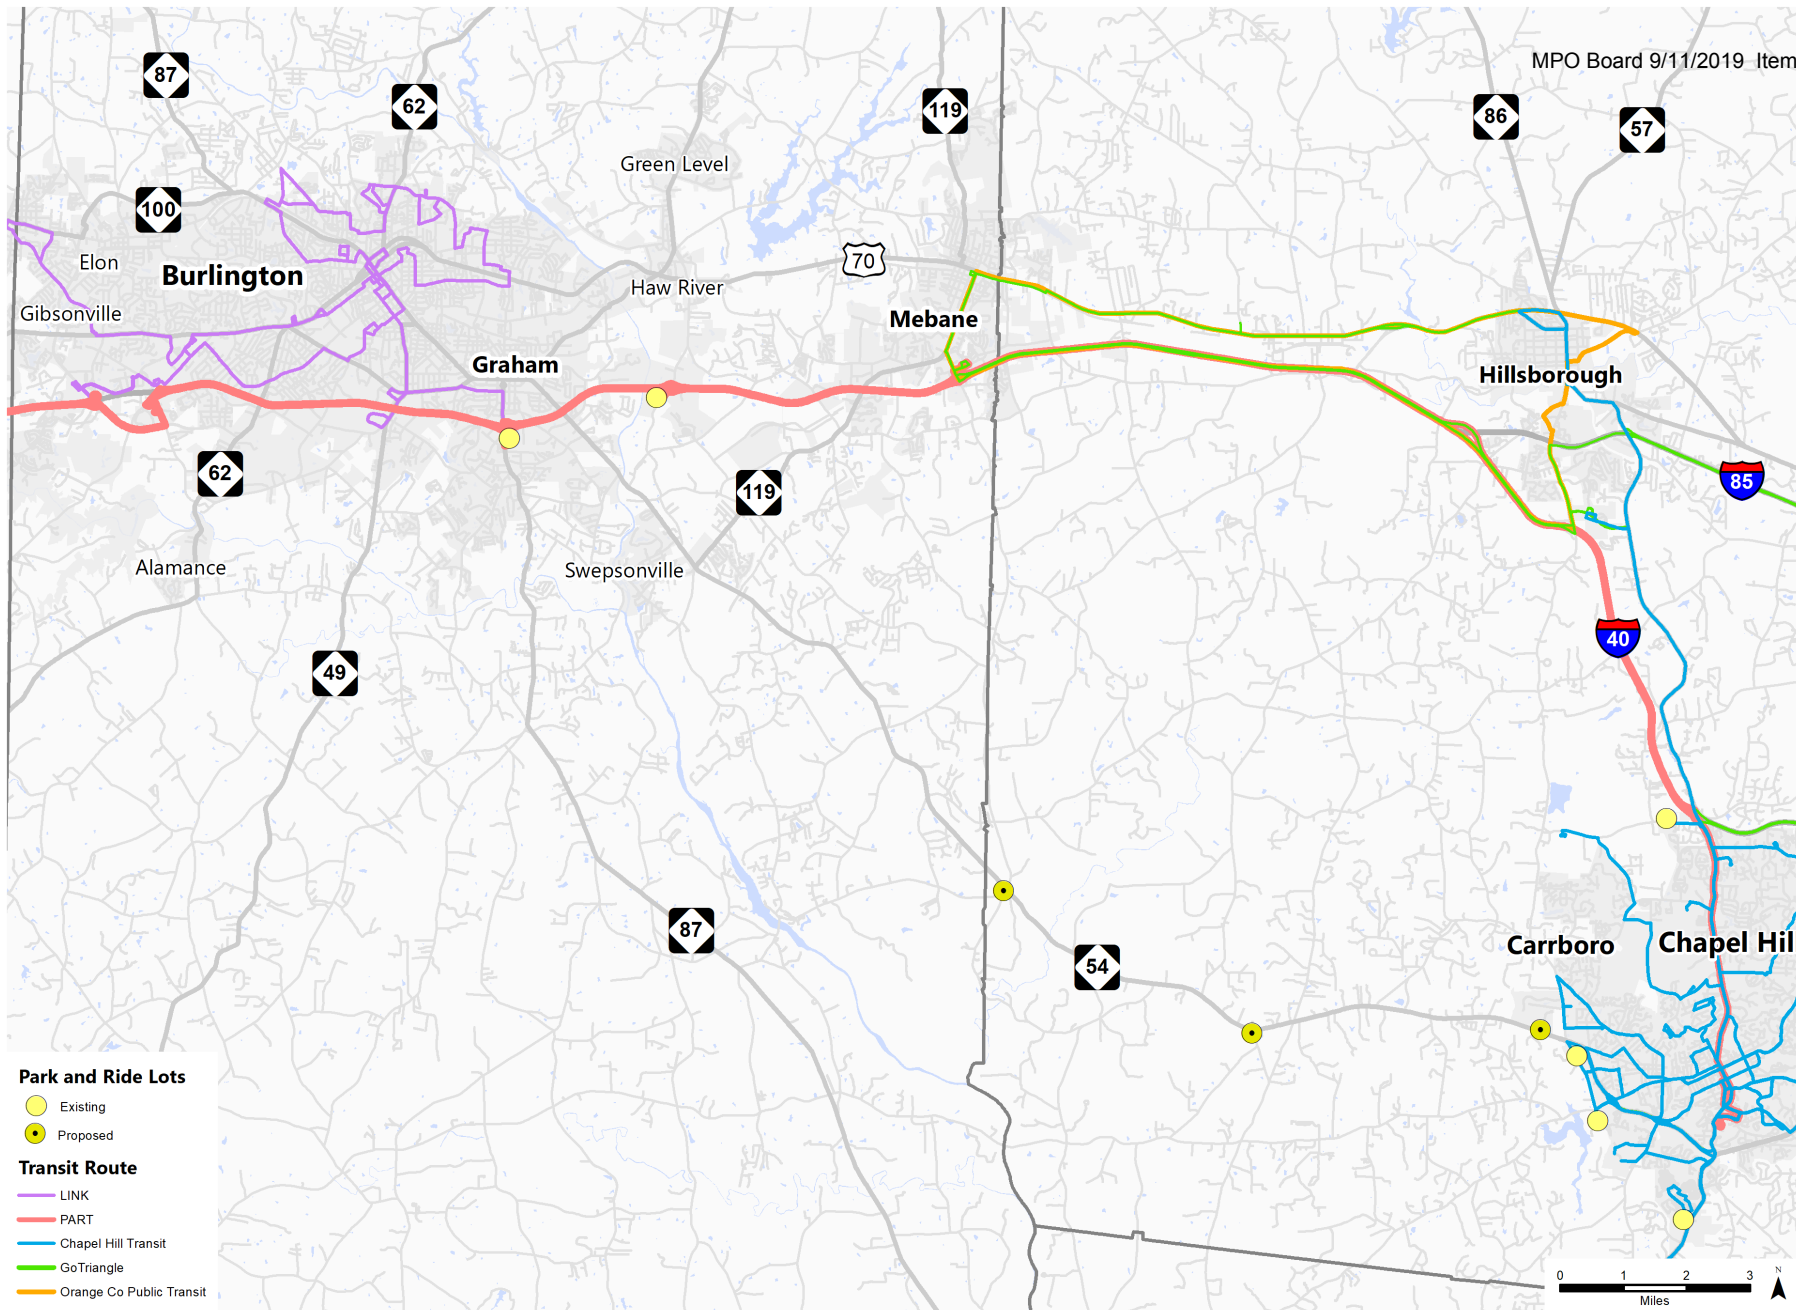 MPO Board 9/11/2019 Item
87
62
119
86
57
Green Level
100
Elon
Burlington
70
Haw River
Gibsonville
Mebane
Graham
Hillsborough
62
119
85
Alamance
Swepsonville
40
49
87
54
Carrboro
Chapel Hil
Park and Ride Lots
Existing
Proposed
Transit Route
LINK
PART
Chapel Hill Transit
GoTriangle
Orange Co Public Transit
0 1 2 3
Miles
N